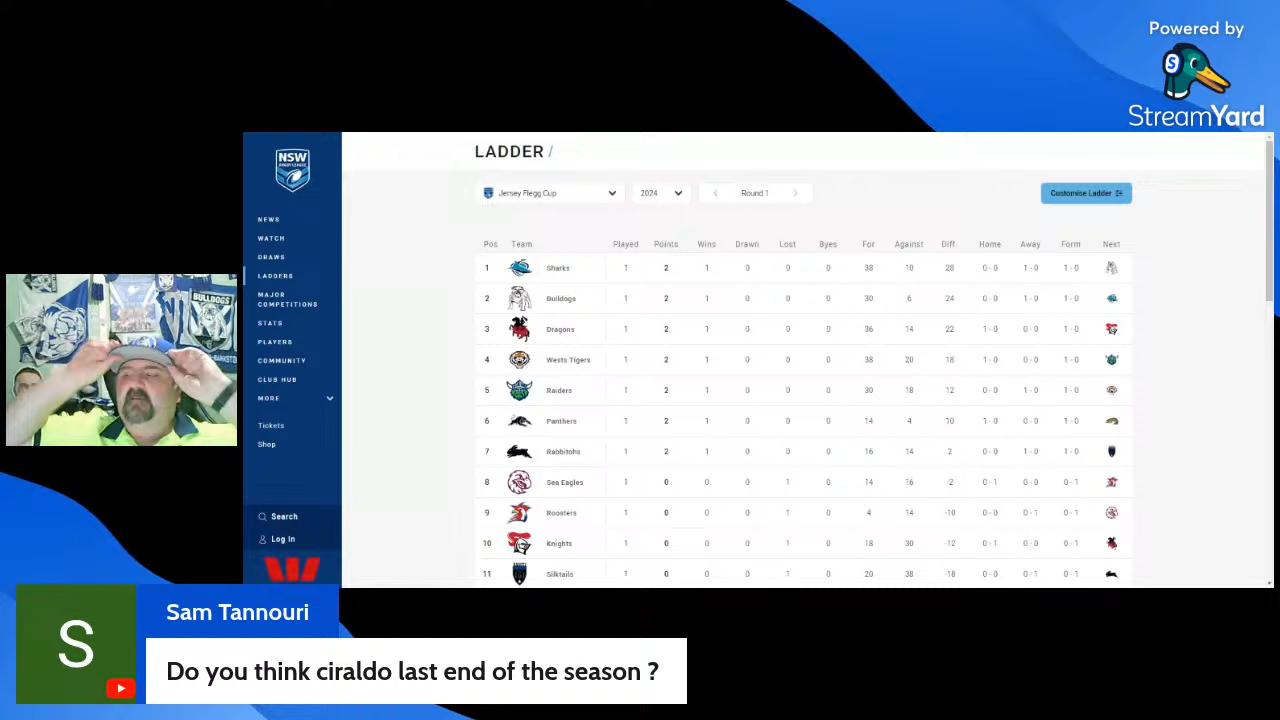 Powered by
StreamYard
NSW
RUGBY LEAGUE
LADDER /
Jersey Flegg Cup 2024 Round 1 Customise Ladder
NEWS
WATCH
DRAWS
LADDERS
MAJOR
COMPETITIONS
STATS
PLAYERS
COMMUNITY
CLUB HUB
MORE
Tickets
Shop
Search
Log In
Pos Team Played Points Wins Drawn Lost Byes For Against Diff Home Away Form Next
1 Sharks 1 2 1 0 0 0 38 10 28 0 - 0 1 - 0 1 - 0
2 Bulldogs 1 2 1 0 0 0 30 6 24 0 - 0 1 - 0 1 - 0
3 Dragons 1 2 1 0 0 0 36 14 22 1 - 0 0 - 0 1 - 0
4 Wests Tigers 1 2 1 0 0 0 38 20 18 1 - 0 0 - 0 1 - 0
5 Raiders 1 2 1 0 0 0 30 18 12 0 - 0 1 - 0 1 - 0
6 Panthers 1 2 1 0 0 0 14 4 10 1 - 0 0 - 0 1 - 0
7 Rabbitohs 1 2 1 0 0 0 16 14 2 0 - 0 1 - 0 1 - 0
8 Sea Eagles 1 0 0 0 1 0 14 16 -2 0 - 1 0 - 0 0 - 1
9 Roosters 1 0 0 0 1 0 4 14 -10 0 - 0 0 - 1 0 - 1
10 Knights 1 0 0 0 1 0 18 30 -12 0 - 1 0 - 0 0 - 1
11 Silktails 1 0 0 0 1 0 20 38 -18 0 - 0 0 - 1 0 - 1
BULLDOGS
S
Sam Tannouri
Do you think ciraldo last end of the season ?